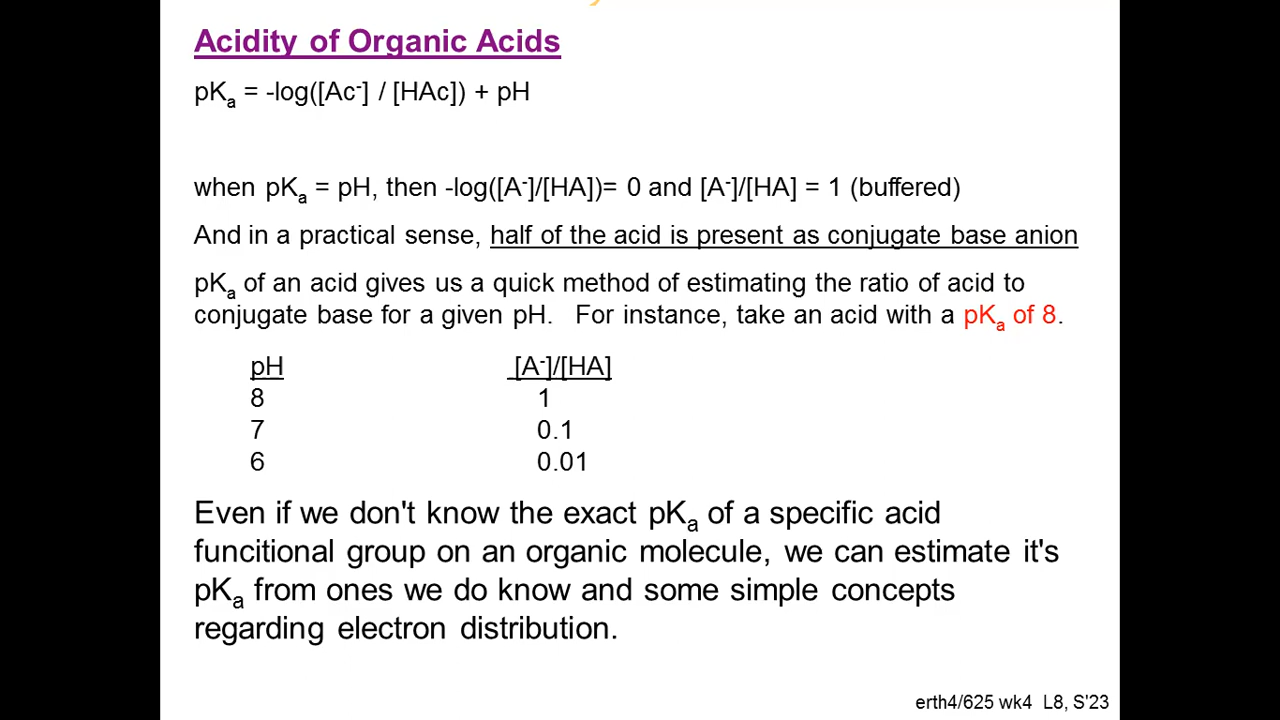 Acidity of Organic Acids
pKa = -log([Ac-] / [HAc]) + pH
when pKa = pH, then -log([A-]/[HA])= 0 and [A-]/[HA] = 1 (buffered)
And in a practical sense, half of the acid is present as conjugate base anion
pKa of an acid gives us a quick method of estimating the ratio of acid to
conjugate base for a given pH. For instance, take an acid with a pKa of 8.
pH [A-]/[HA]
8 1
7 0.1
6 0.01
Even if we don't know the exact pKa of a specific acid
funcitional group on an organic molecule, we can estimate it's
pKa from ones we do know and some simple concepts
regarding electron distribution.
erth4/625 wk4 L8, S'23